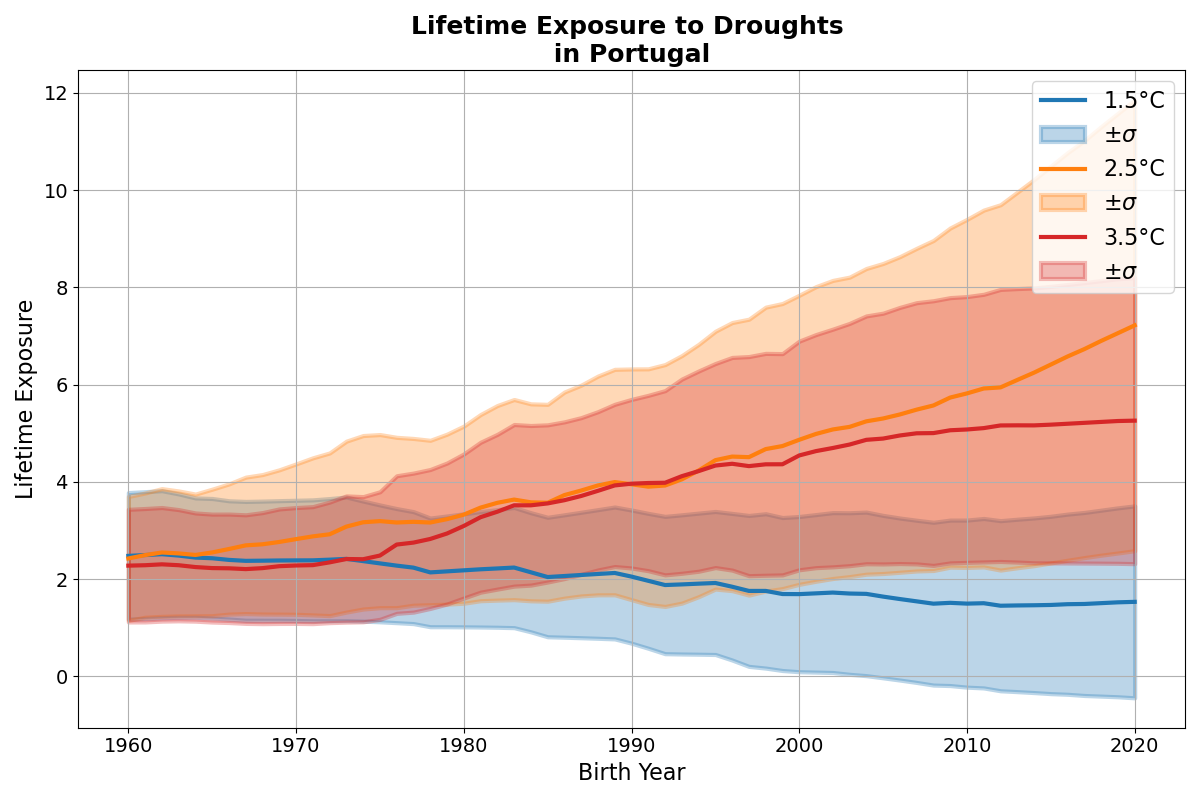 Lifetime Exposure to Droughts
in Portugal
Lifetime Exposure
12
10
8
6
4
2
0
1960
1970
1980
1990
2000
2010
2020
Birth Year
1.5°C
±σ
2.5°C
±σ
3.5°C
±σ